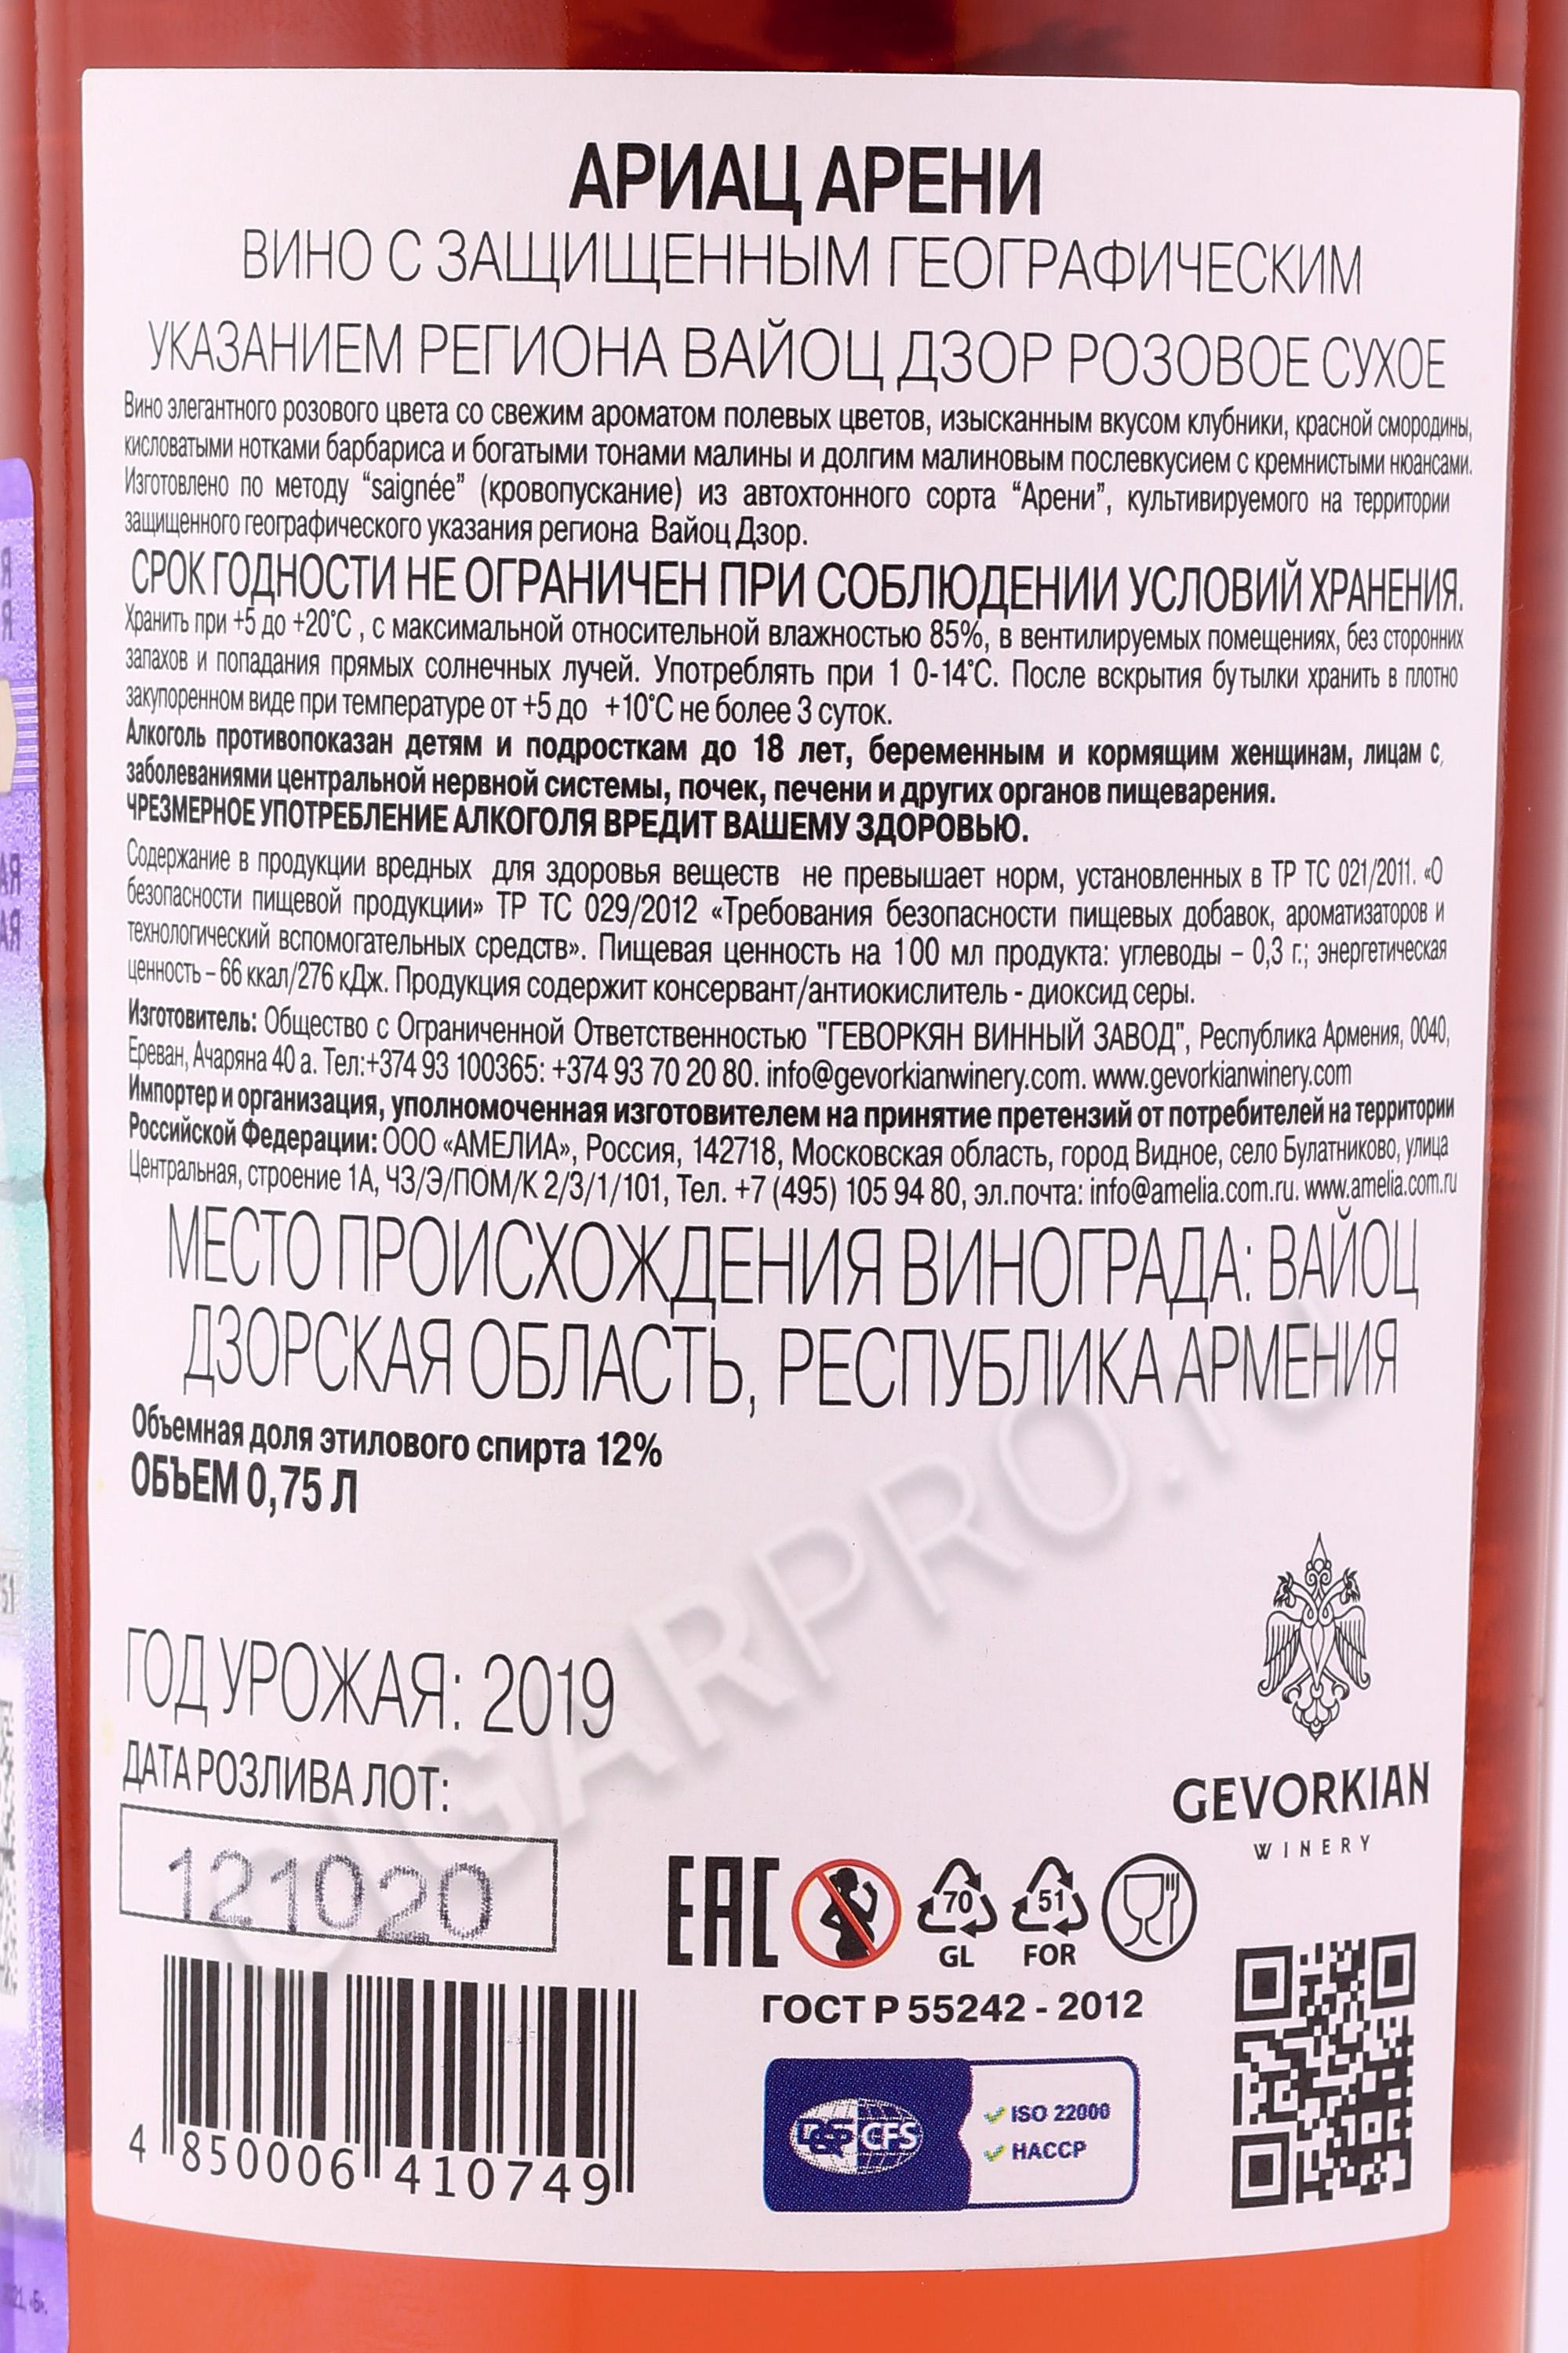 АРИАЦ АРЕНИ
ВИНО С ЗАЩИЩЕННЫМ ГЕОГРАФИЧЕСКИМ
УКАЗАНИЕМ РЕГИОНА ВАЙОЦ ДЗОР РОЗОВОЕ СУХОЕ
Вино элегантного розового цвета со свежим ароматом полевых цветов, изысканным вкусом клубники, красной смородины,
кисловатыми нотками барбариса и богатыми тонами малины и долгим малиновым послевкусием с кремнистыми нюансами.
Изготовлено по методу “saignée” (кровопускание) из автохтонного сорта “Арени”, культивируемого на территории
защищенного географического указания региона Вайоц Дзор.
СРОК ГОДНОСТИ НЕ ОГРАНИЧЕН ПРИ СОБЛЮДЕНИИ УСЛОВИЙ ХРАНЕНИЯ.
Хранить при +5 до +20°С , с максимальной относительной влажностью 85%, в вентилируемых помещениях, без сторонних
запахов и попадания прямых солнечных лучей. Употреблять при 1 0-14°С. После вскрытия бутылки хранить в плотно
закупоренном виде при температуре от +5 до +10°С не более 3 суток.
Алкоголь противопоказан детям и подросткам до 18 лет, беременным и кормящим женщинам, лицам с,
заболеваниями центральной нервной системы, почек, печени и других органов пищеварения.
ЧРЕЗМЕРНОЕ УПОТРЕБЛЕНИЕ АЛКОГОЛЯ ВРЕДИТ ВАШЕМУ ЗДОРОВЬЮ.
Содержание в продукции вредных для здоровья веществ не превышает норм, установленных в ТР ТС 021/2011. «О
безопасности пищевой продукции» ТР ТС 029/2012 «Требования безопасности пищевых добавок, ароматизаторов и
технологический вспомогательных средств». Пищевая ценность на 100 мл продукта: углеводы – 0,3 г.; энергетическая
ценность – 66 ккал/276 кДж. Продукция содержит консервант/антиокислитель - диоксид серы.
Изготовитель: Общество с Ограниченной Ответственностью "ГЕВОРКЯН ВИННЫЙ ЗАВОД", Республика Армения, 0040,
Ереван, Ачаряна 40 а. Тел:+374 93 100365: +374 93 70 20 80. info@gevorkianwinery.com. www.gevorkianwinery.com
Импортер и организация, уполномоченная изготовителем на принятие претензий от потребителей на территории
Российской Федерации: ООО «АМЕЛИА», Россия, 142718, Московская область, город Видное, село Булатниково, улица
Центральная, строение 1А, ЧЗ/Э/ПОМ/К 2/3/1/101, Тел. +7 (495) 105 94 80, эл.почта: info@amelia.com.ru. www.amelia.com.ru
МЕСТО ПРОИСХОЖДЕНИЯ ВИНОГРАДА: ВАЙОЦ
ДЗОРСКАЯ ОБЛАСТЬ, РЕСПУБЛИКА АРМЕНИЯ
Объемная доля этилового спирта 12%
ОБЪЕМ 0,75 Л
ГОД УРОЖАЯ: 2019
ДАТА РОЗЛИВА ЛОТ:
121020
GEVORKIAN
WINERY
EAC
70
GL
51
FOR
ГОСТ Р 55242 - 2012
CFS
ISO 22000
HACCP
4 850006 410749
CIGARPRO.ru